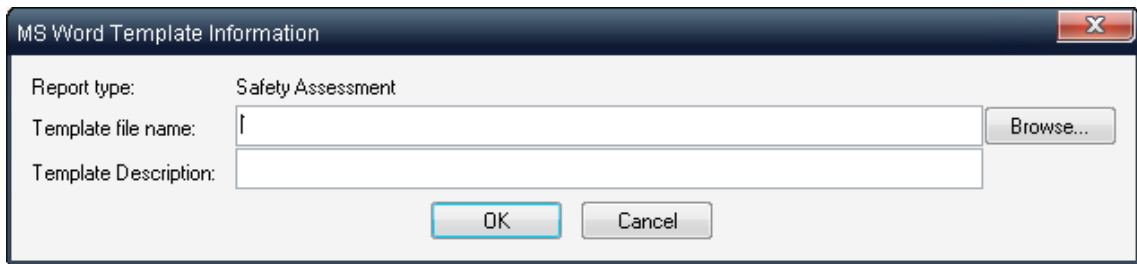 MS Word Template Information
Report type: Safety Assessment
Template file name: Browse...
Template Description:
OK Cancel